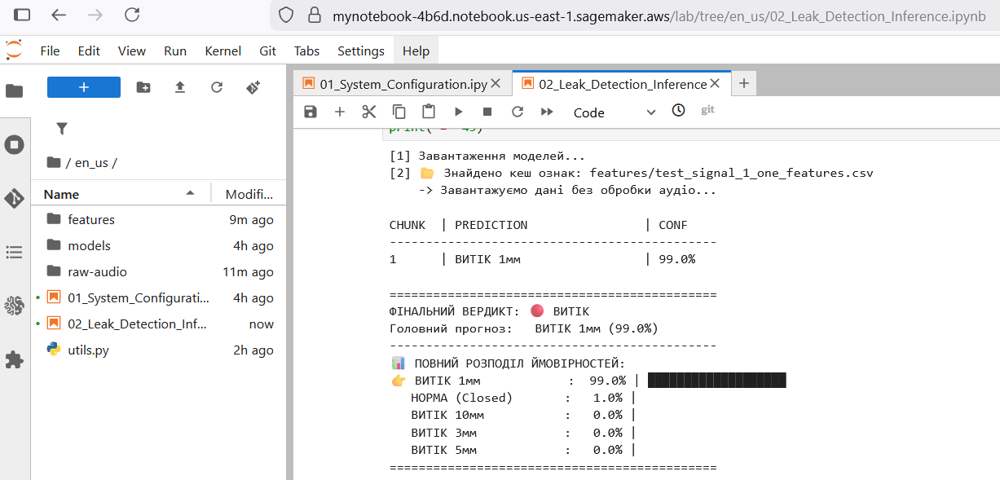 mynotebook-4b6d.notebook.us-east-1.sagemaker.aws/lab/tree/en_us/02_Leak_Detection_Inference.ipynb
File Edit View Run Kernel Git Tabs Settings Help
01_System_Configuration.ipy
02_Leak_Detection_Inference
Code
git
/ en_us /
Name Modifi...
features 9m ago
models 4h ago
raw-audio 11m ago
01_System_Configurati... 4h ago
02_Leak_Detection_Inf... now
utils.py 2h ago
[1] Завантаження моделей...
[2] 📂 Знайдено кеш ознак: features/test_signal_1_one_features.csv
-> Завантажуємо дані без обробки аудіо...
CHUNK | PREDICTION | CONF
---------------------------------------------
1 | ВИТІК 1мм | 99.0%
=============================================
ФІНАЛЬНИЙ ВЕРДИКТ: 🔴 ВИТІК
Головний прогноз: ВИТІК 1мм (99.0%)
---------------------------------------------
📊 ПОВНИЙ РОЗПОДІЛ ЙМОВІРНОСТЕЙ:
👉 ВИТІК 1мм : 99.0% | ███████████████████
НОРМА (Closed) : 1.0% |
ВИТІК 10мм : 0.0% |
ВИТІК 3мм : 0.0% |
ВИТІК 5мм : 0.0% |
=============================================